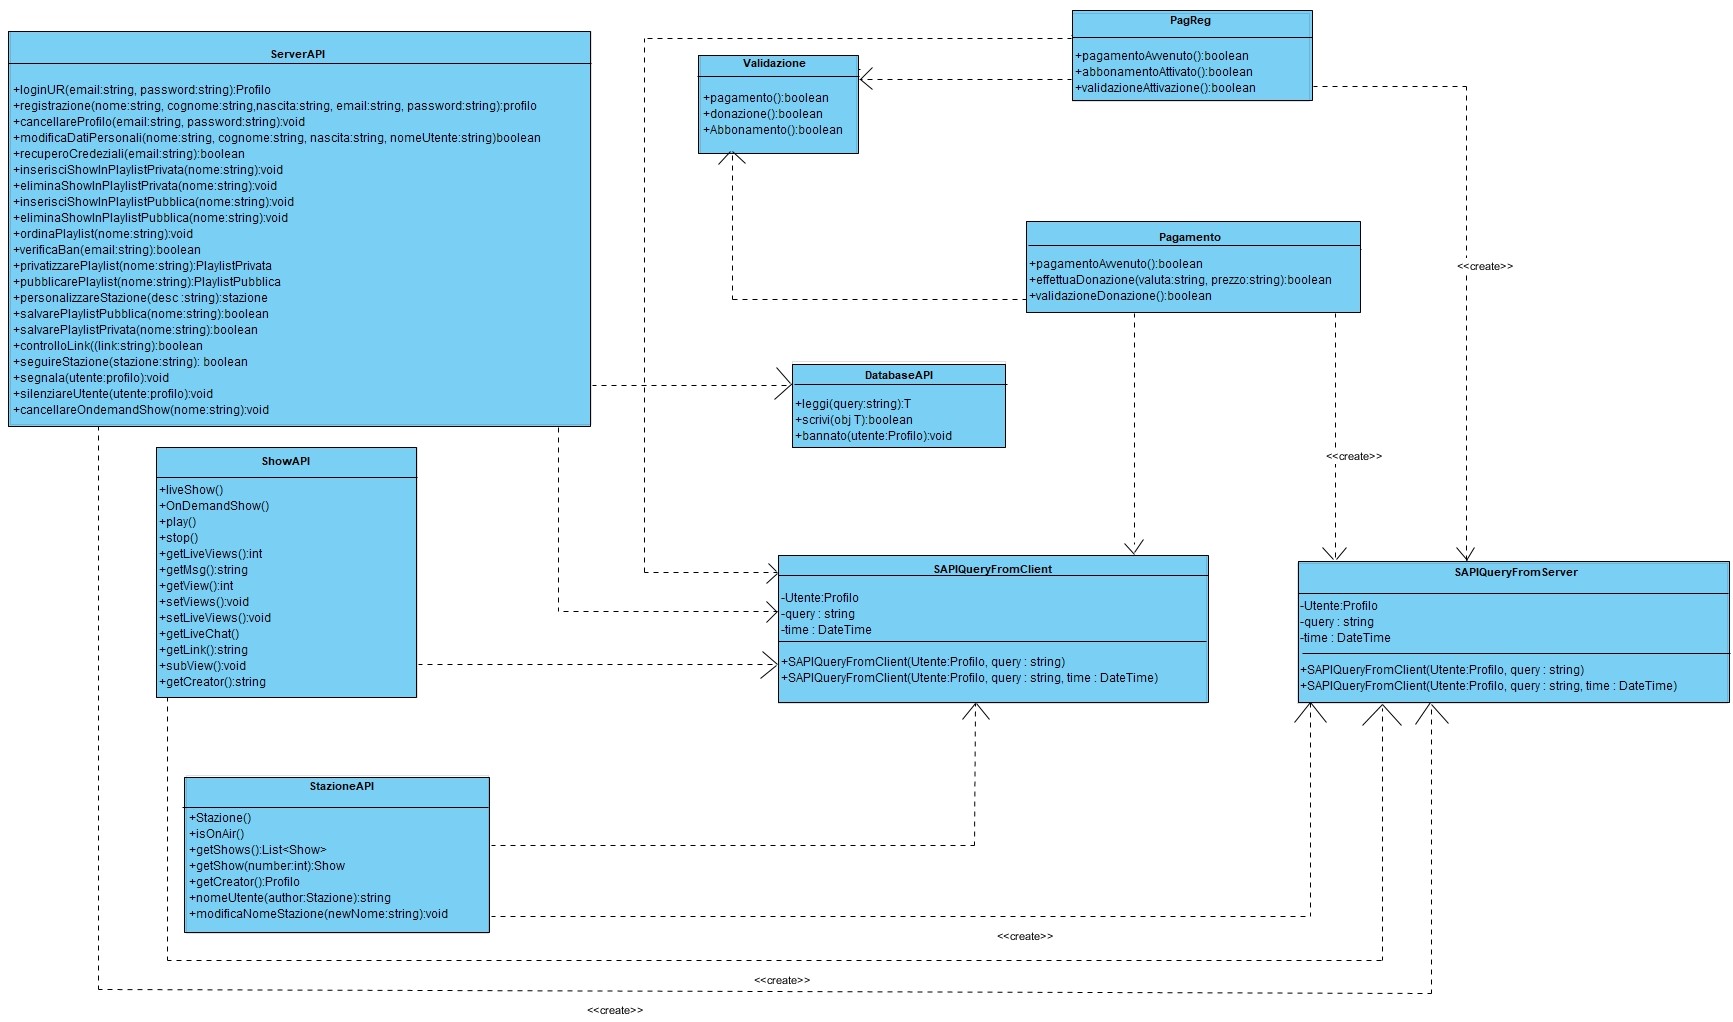 ServerAPI
+loginUR(email:string, password:string):Profilo
+registrazione(nome:string, cognome:string,nascita:string, email:string, password:string):profilo
+cancellareProfilo(email:string, password:string):void
+modificaDatiPersonali(nome:string, cognome:string, nascita:string, nomeUtente:string)boolean
+recuperoCredeziali(email:string):boolean
+inserisciShowInPlaylistPrivata(nome:string):void
+eliminaShowInPlaylistPrivata(nome:string):void
+inserisciShowInPlaylistPubblica(nome:string):void
+eliminaShowInPlaylistPubblica(nome:string):void
+ordinaPlaylist(nome:string):void
+verificaBan(email:string):boolean
+privatizzarePlaylist(nome:string):PlaylistPrivata
+pubblicarePlaylist(nome:string):PlaylistPubblica
+personalizzareStazione(desc :string):stazione
+salvarePlaylistPubblica(nome:string):boolean
+salvarePlaylistPrivata(nome:string):boolean
+controlloLink((link:string):boolean
+seguireStazione(stazione:string): boolean
+segnala(utente:profilo):void
+silenziareUtente(utente:profilo):void
+cancellareOndemandShow(nome:string):void
Validazione
+pagamento():boolean
+donazione():boolean
+Abbonamento():boolean
PagReg
+pagamentoAvvenuto():boolean
+abbonamentoAttivato():boolean
+validazioneAttivazione():boolean
<<create>>
Pagamento
+pagamentoAvvenuto():boolean
+effettuaDonazione(valuta:string, prezzo:string):boolean
+validazioneDonazione():boolean
<<create>>
DatabaseAPI
+leggi(query:string):T
+scrivi(obj T):boolean
+bannato(utente:Profilo):void
ShowAPI
+liveShow()
+OnDemandShow()
+play()
+stop()
+getLiveViews():int
+getMsg():string
+getView():int
+setViews():void
+setLiveViews():void
+getLiveChat()
+getLink():string
+subView():void
+getCreator():string
SAPIQueryFromClient
-Utente:Profilo
-query : string
-time : DateTime
+SAPIQueryFromClient(Utente:Profilo, query : string)
+SAPIQueryFromClient(Utente:Profilo, query : string, time : DateTime)
SAPIQueryFromServer
-Utente:Profilo
-query : string
-time : DateTime
+SAPIQueryFromClient(Utente:Profilo, query : string)
+SAPIQueryFromClient(Utente:Profilo, query : string, time : DateTime)
StazioneAPI
+Stazione()
+isOnAir()
+getShows():List<Show>
+getShow(number:int):Show
+getCreator():Profilo
+nomeUtente(author:Stazione):string
+modificaNomeStazione(newNome:string):void
<<create>>
<<create>>
<<create>>